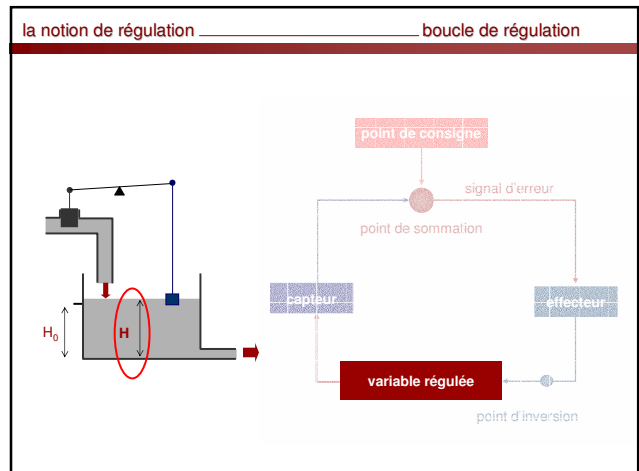 la notion de régulation ______________________ boucle de régulation
point de consigne
signal d'erreur
point de sommation
capteur
effecteur
H₀
H
variable régulée
point d'inversion